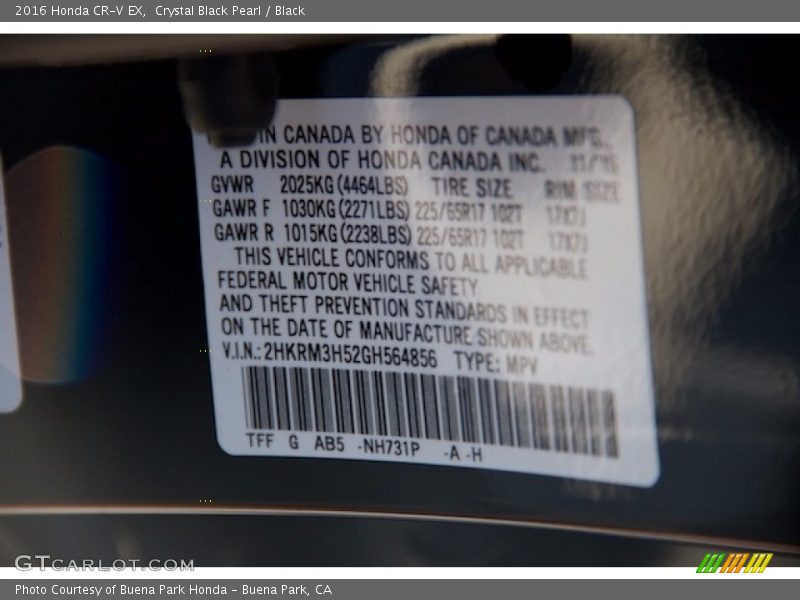 2016 Honda CR-V EX, Crystal Black Pearl / Black
IN CANADA BY HONDA OF CANADA MFG.,
A DIVISION OF HONDA CANADA INC.
GVWR 2025KG (4464LBS) TIRE SIZE RIM SIZE
GAWR F 1030KG (2271LBS) 225/65R17 102T 17X7J
GAWR R 1015KG (2238LBS) 225/65R17 102T 17X7J
THIS VEHICLE CONFORMS TO ALL APPLICABLE
FEDERAL MOTOR VEHICLE SAFETY
AND THEFT PREVENTION STANDARDS IN EFFECT
ON THE DATE OF MANUFACTURE SHOWN ABOVE.
V.I.N.: 2HKRM3H52GH564856 TYPE: MPV
TFF G AB5 -NH731P -A -H
GTCARLOT.COM
Photo Courtesy of Buena Park Honda - Buena Park, CA